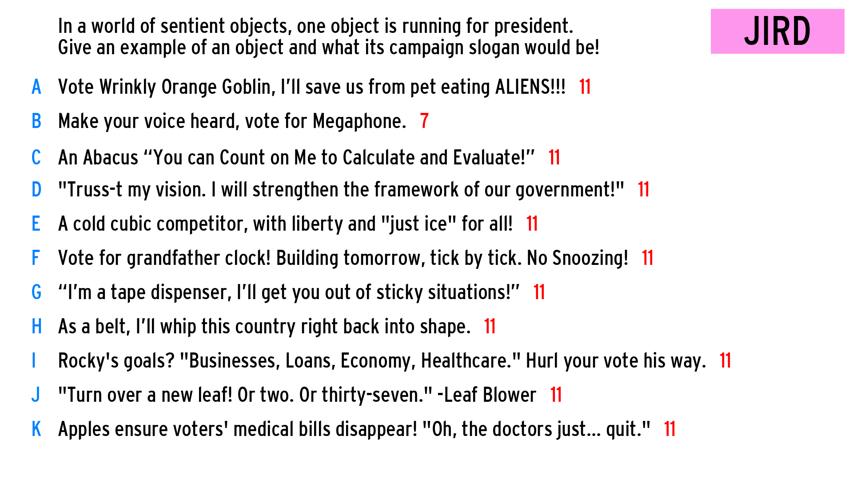 In a world of sentient objects, one object is running for president.
Give an example of an object and what its campaign slogan would be!
JIRD
A Vote Wrinkly Orange Goblin, I'll save us from pet eating ALIENS!!! 11
B Make your voice heard, vote for Megaphone. 7
C An Abacus “You can Count on Me to Calculate and Evaluate!” 11
D "Truss-t my vision. I will strengthen the framework of our government!" 11
E A cold cubic competitor, with liberty and "just ice" for all! 11
F Vote for grandfather clock! Building tomorrow, tick by tick. No Snoozing! 11
G “I'm a tape dispenser, I'll get you out of sticky situations!” 11
H As a belt, I'll whip this country right back into shape. 11
I Rocky's goals? "Businesses, Loans, Economy, Healthcare." Hurl your vote his way. 11
J "Turn over a new leaf! Or two. Or thirty-seven." -Leaf Blower 11
K Apples ensure voters' medical bills disappear! "Oh, the doctors just... quit." 11